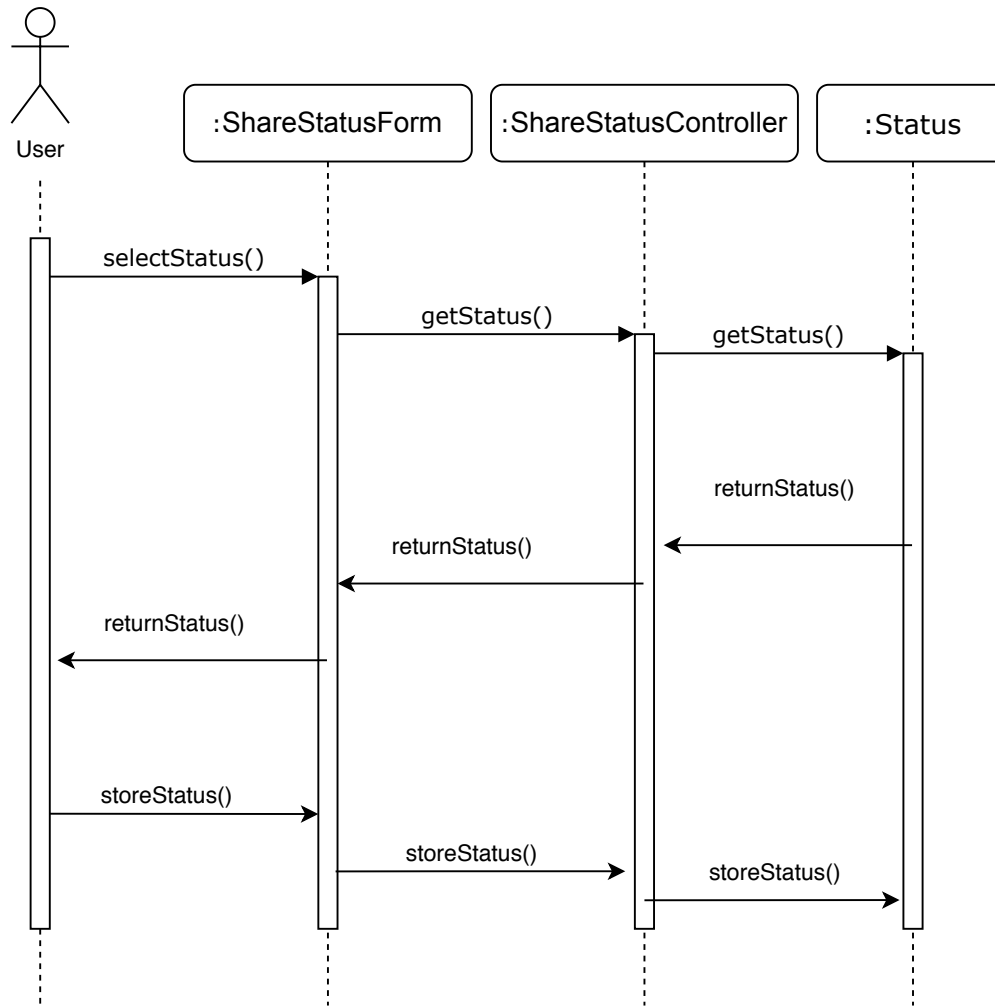 User
:ShareStatusForm
:ShareStatusController
:Status
selectStatus()
getStatus()
getStatus()
returnStatus()
returnStatus()
returnStatus()
storeStatus()
storeStatus()
storeStatus()